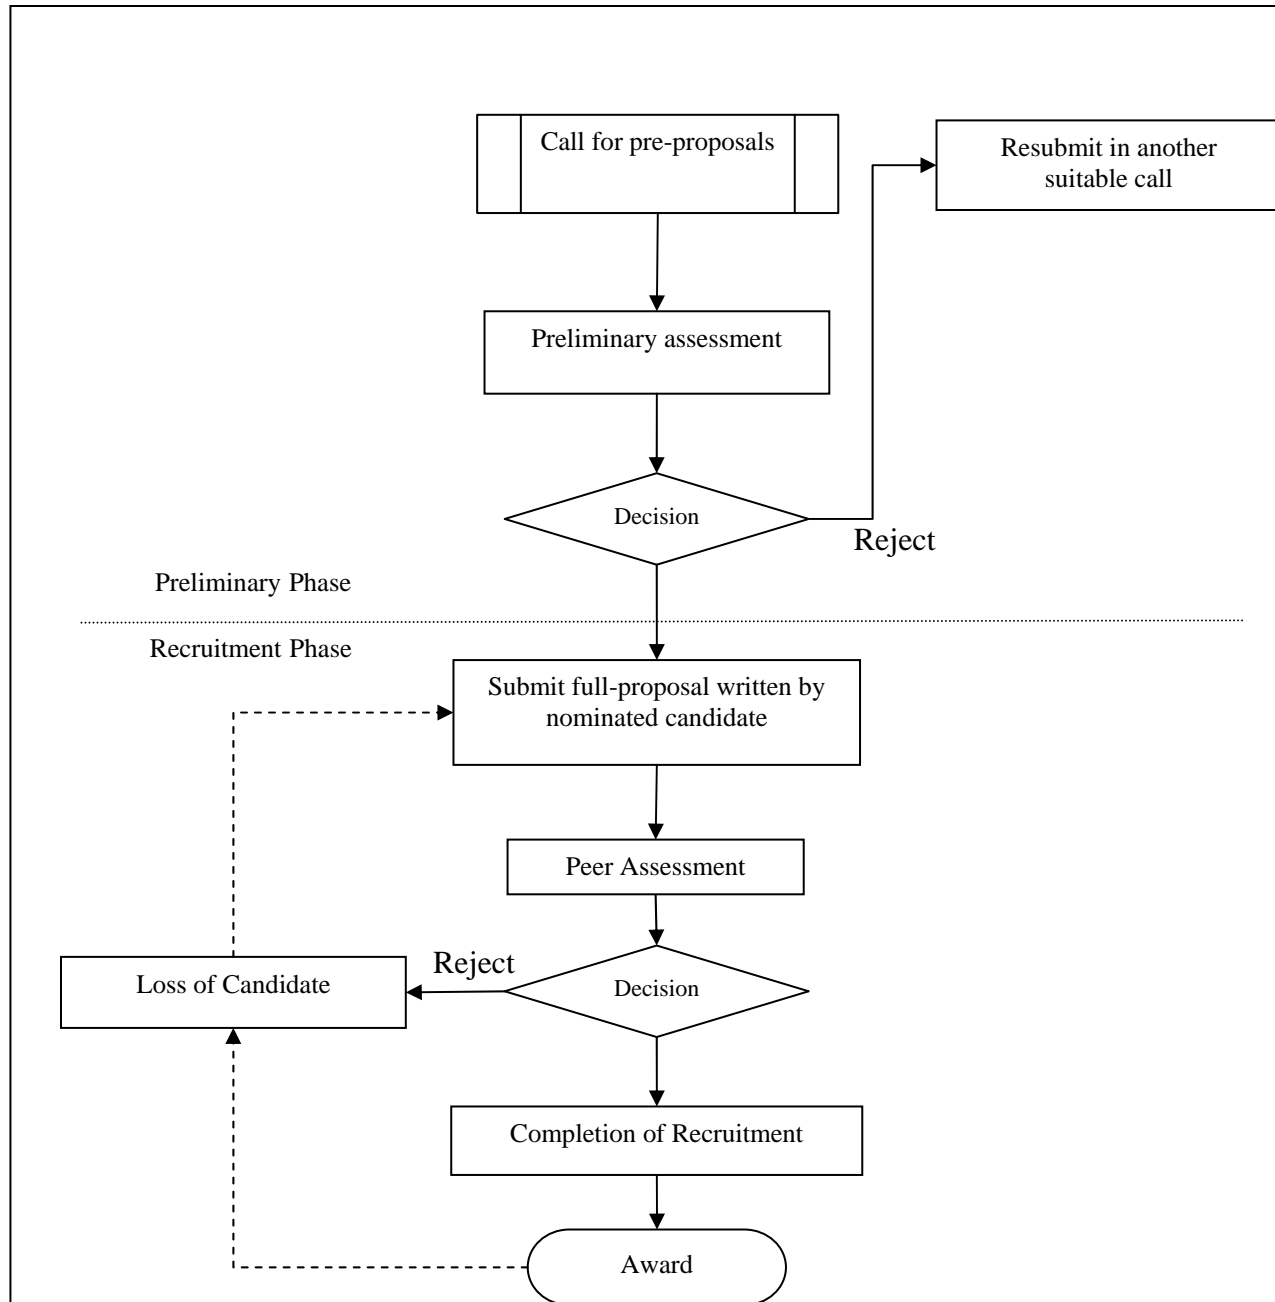 Call for pre-proposals
Resubmit in another
suitable call
Preliminary assessment
Decision
Reject
Preliminary Phase
Recruitment Phase
Submit full-proposal written by
nominated candidate
Peer Assessment
Reject
Loss of Candidate
Decision
Completion of Recruitment
Award